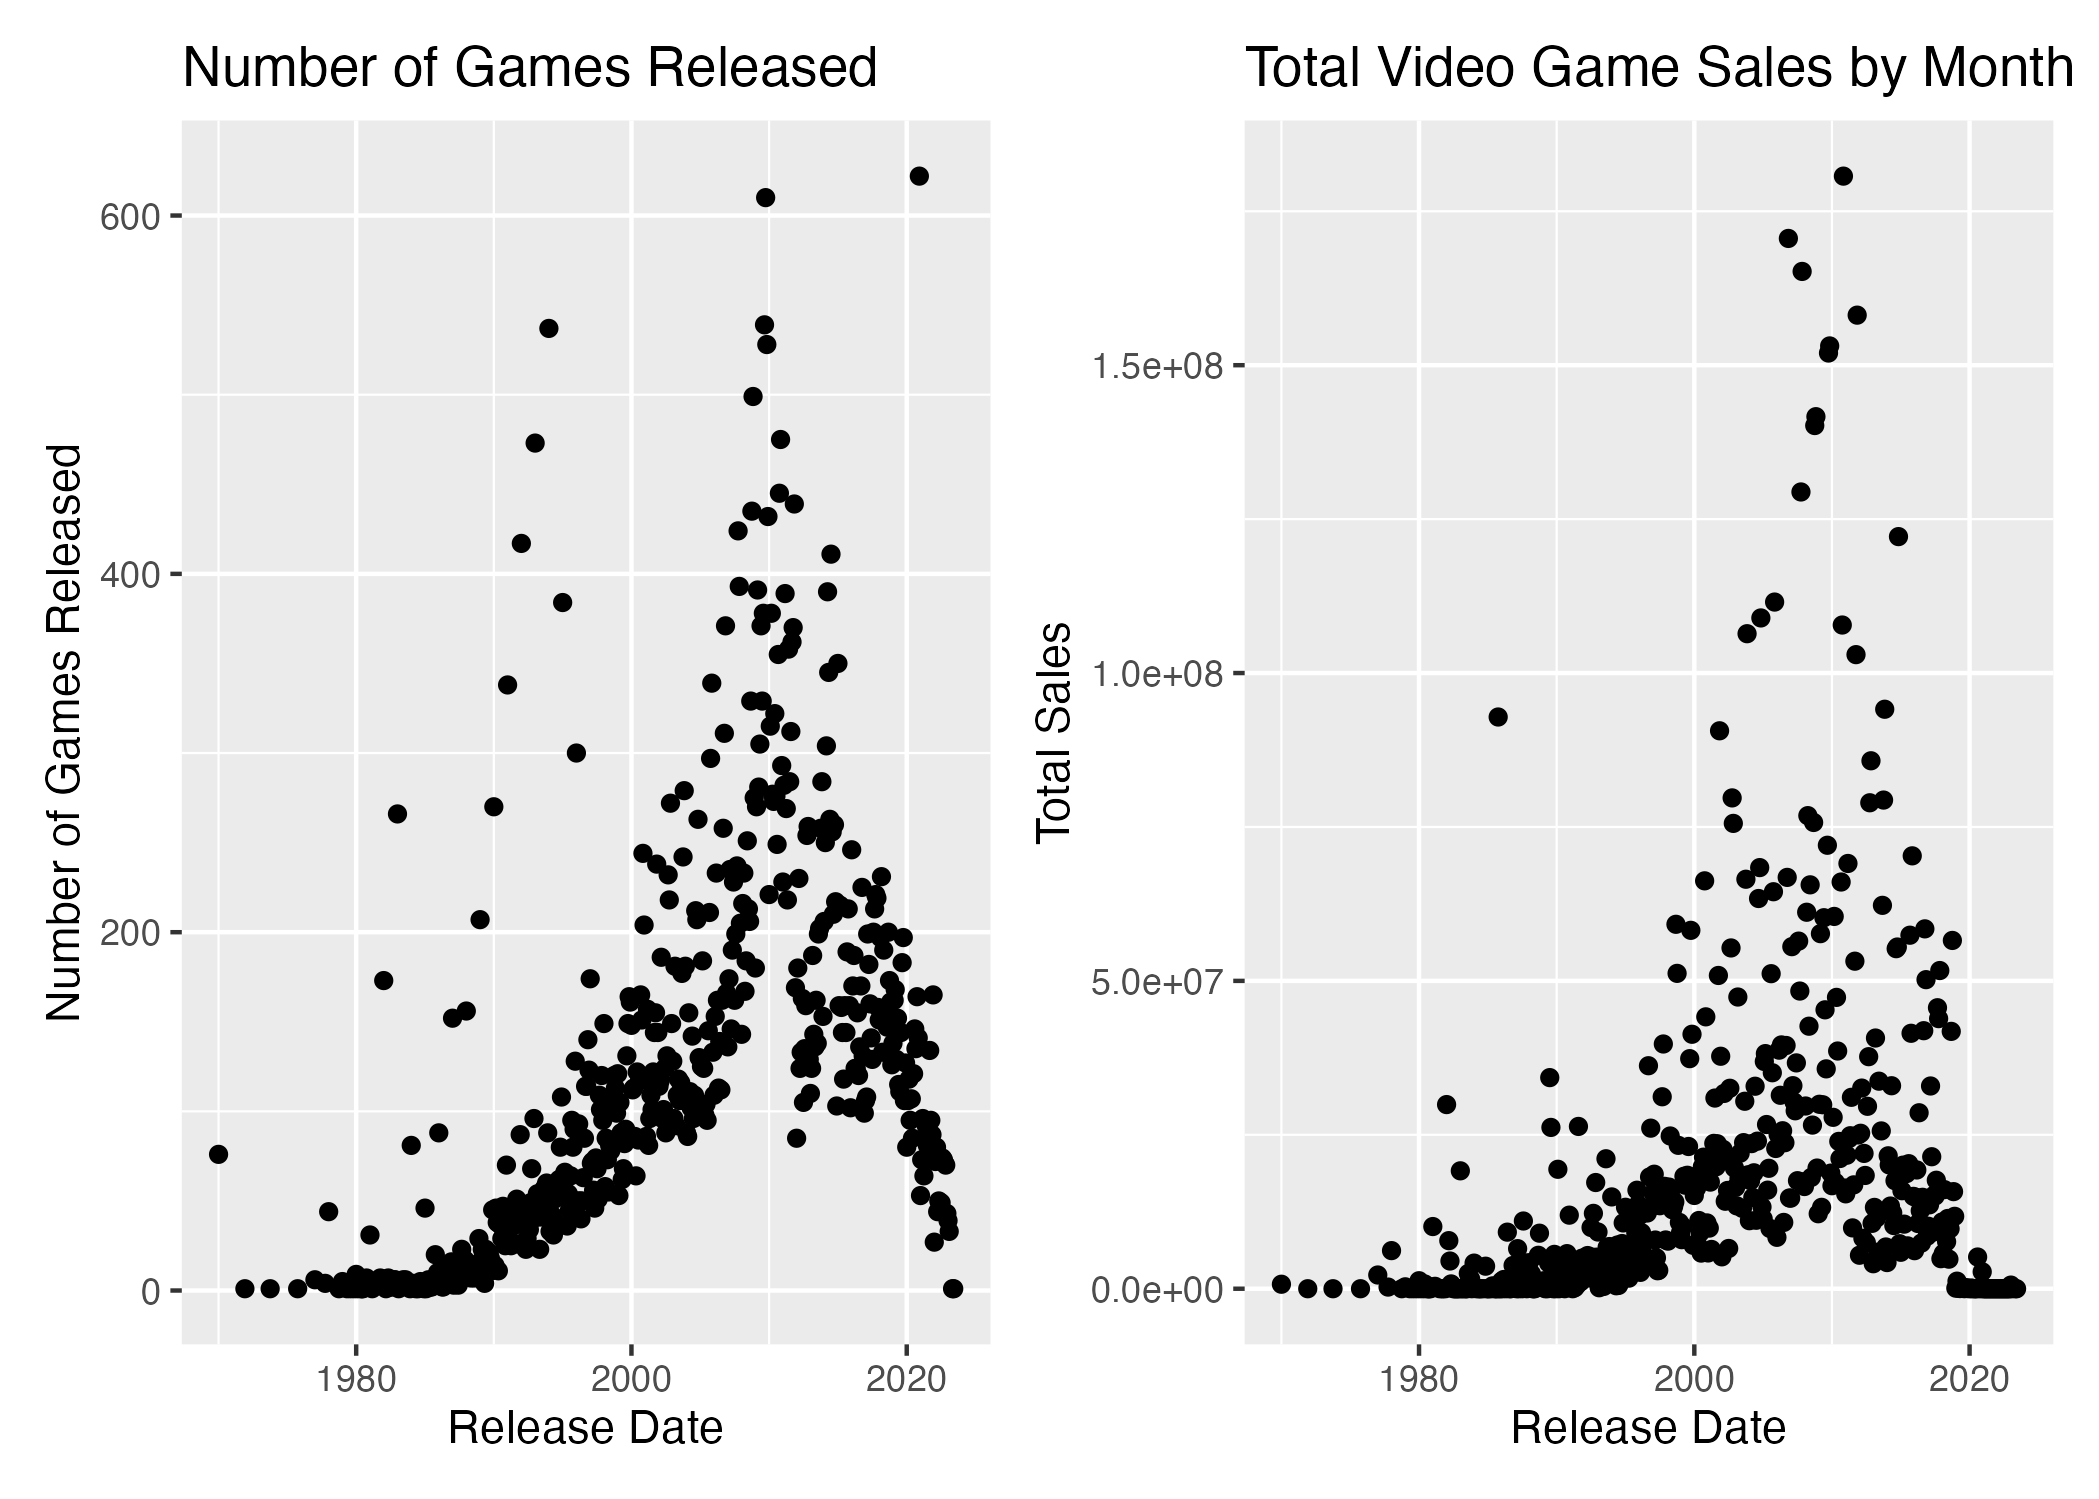 Number of Games Released
Number of Games Released
600
400
200
0
1980
2000
2020
Release Date
Total Video Game Sales by Month
Total Sales
1.5e+08
1.0e+08
5.0e+07
0.0e+00
1980
2000
2020
Release Date